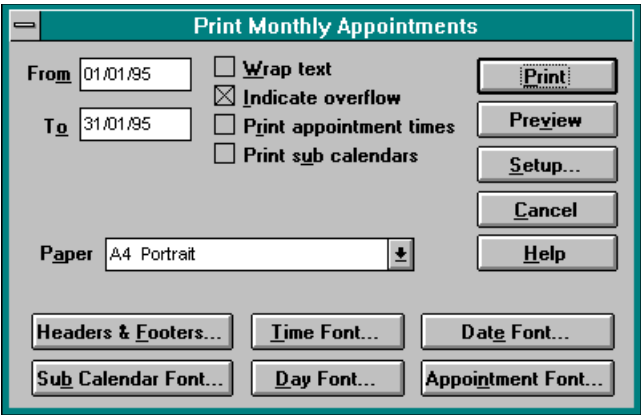 Print Monthly Appointments
From 01/01/95
To 31/01/95
Wrap text
Indicate overflow
Print appointment times
Print sub calendars
Print
Preview
Setup...
Cancel
Help
Paper A4 Portrait
Headers & Footers... Time Font... Date Font...
Sub Calendar Font... Day Font... Appointment Font...